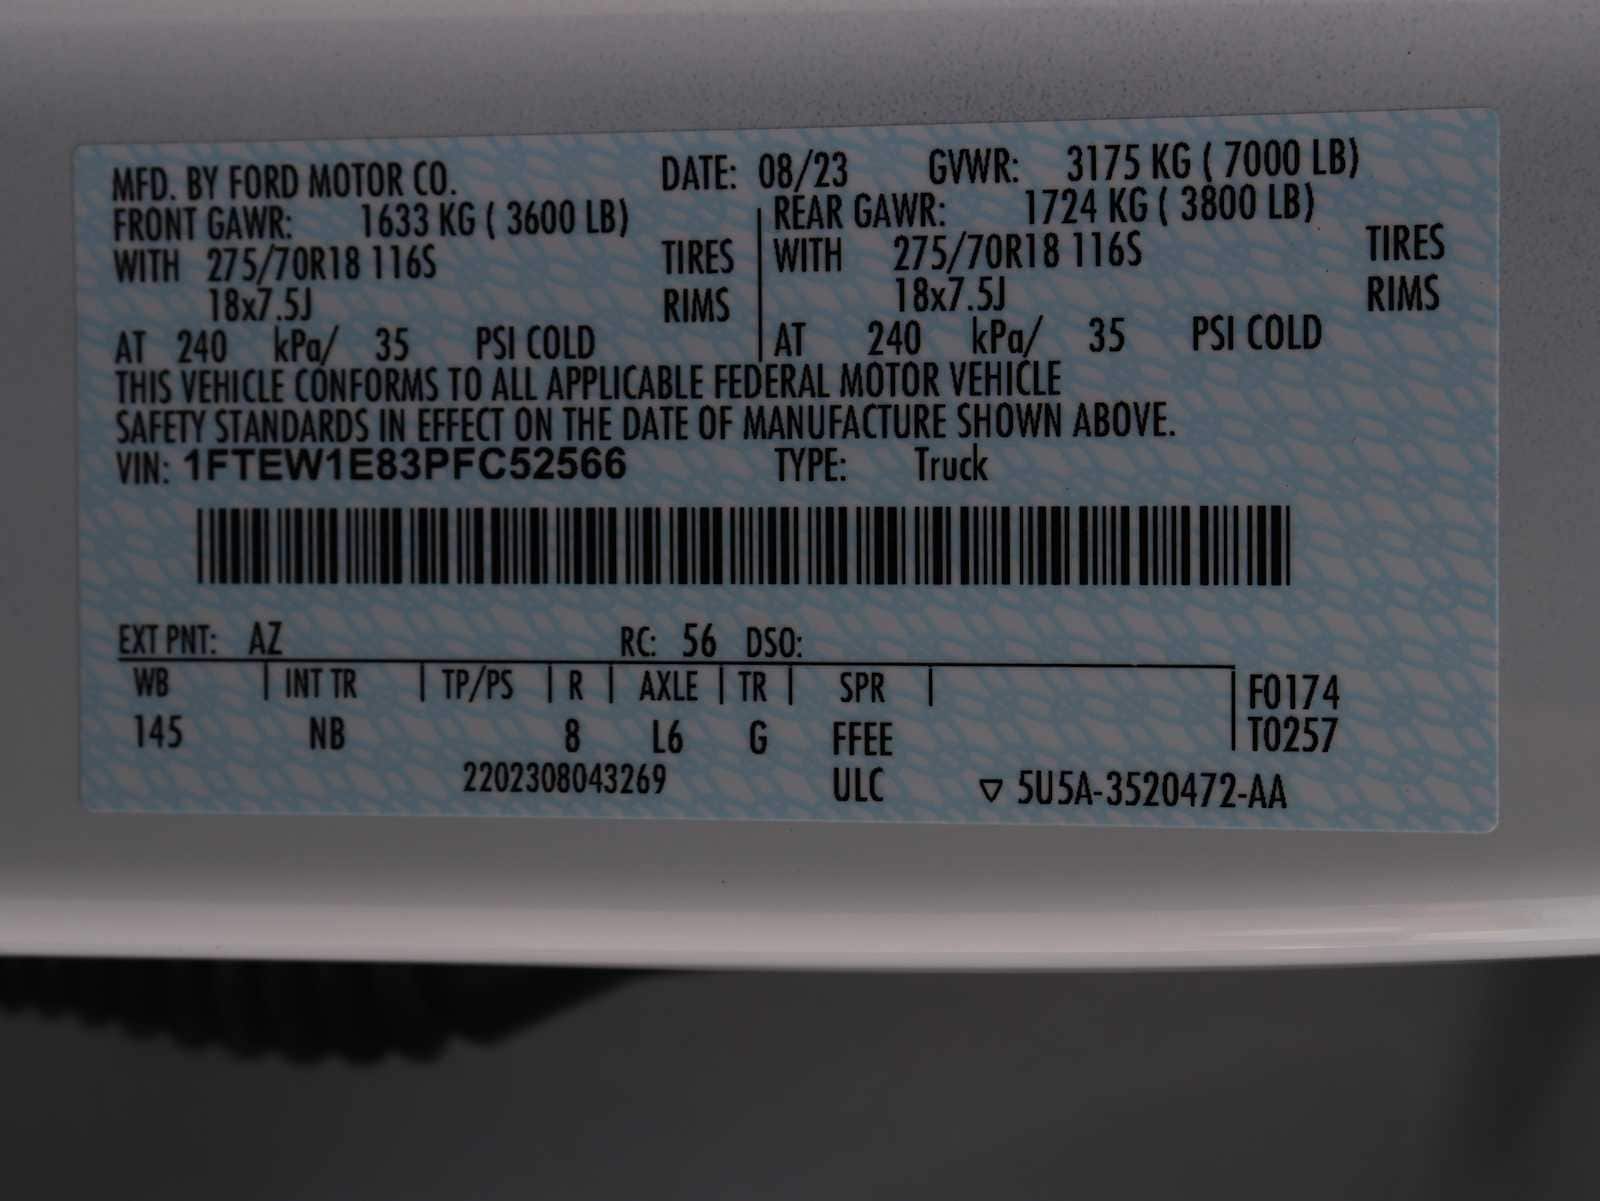 MFD. BY FORD MOTOR CO. DATE: 08/23 GVWR: 3175 KG ( 7000 LB)
FRONT GAWR: 1633 KG ( 3600 LB) REAR GAWR: 1724 KG ( 3800 LB)
WITH 275/70R18 116S TIRES WITH 275/70R18 116S TIRES
18x7.5J RIMS 18x7.5J RIMS
AT 240 kPa/ 35 PSI COLD AT 240 kPa/ 35 PSI COLD
THIS VEHICLE CONFORMS TO ALL APPLICABLE FEDERAL MOTOR VEHICLE
SAFETY STANDARDS IN EFFECT ON THE DATE OF MANUFACTURE SHOWN ABOVE.
VIN: 1FTEW1E83PFC52566 TYPE: Truck
EXT PNT: AZ RC: 56 DSO:
WB INT TR TP/PS R AXLE TR SPR F0174
145 NB 8 L6 G FFEE T0257
2202308043269 ULC ▽ 5U5A-3520472-AA